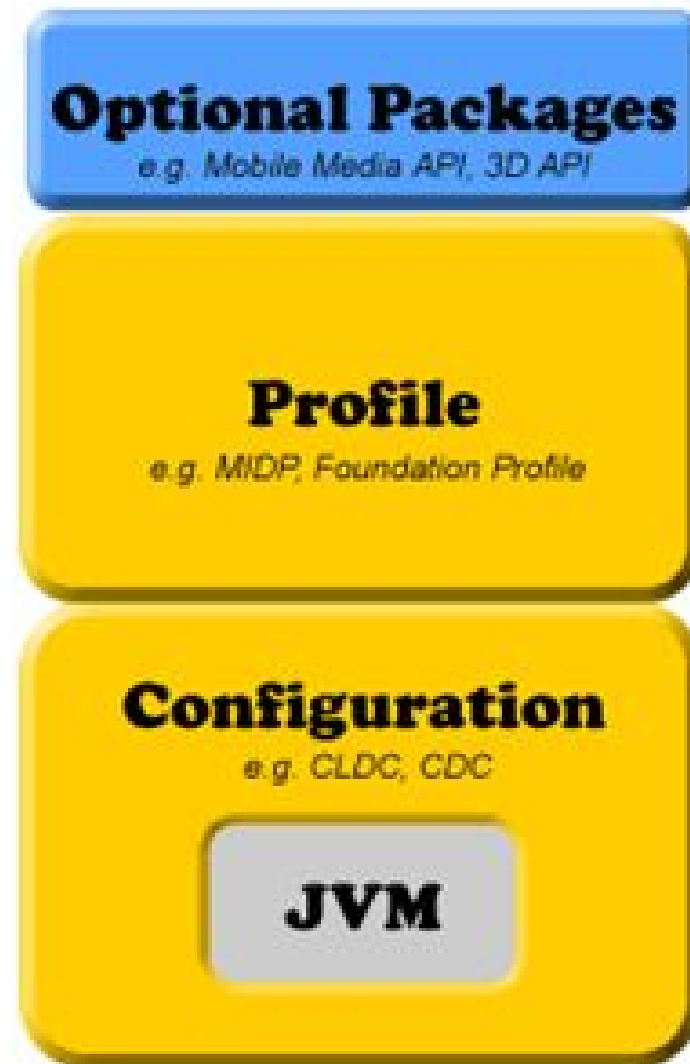 Optional Packages
e.g. Mobile Media API, 3D API
Profile
e.g. MIDP, Foundation Profile
Configuration
e.g. CLDC, CDC
JVM